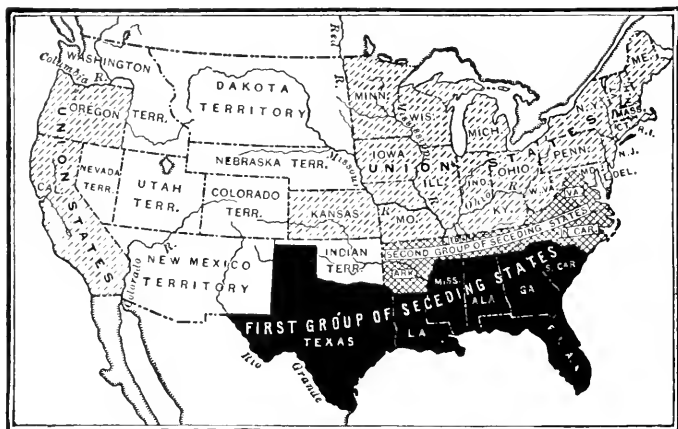 WASHINGTON
TERR.
Columbia R.
OREGON
UNION STATES
CAL.
NEVADA
TERR.
UTAH
TERR.
DAKOTA
TERRITORY
NEBRASKA TERR.
Missouri
R.
COLORADO
TERR.
KANSAS
Colorado
R.
NEW MEXICO
TERRITORY
INDIAN
TERR.
Red
R.
MINN.
WIS.
MICH.
IOWA
UNION STATES
ILL.
IND.
OHIO
Ohio
R
PENN.
N.Y.
ME.
MASS.
CT.
R.I.
N.J.
DEL.
MD.
W.VA.
VA.
KY.
MO.
SECOND GROUP OF SECEDING STATES
N.CAR.
ARK
FIRST GROUP OF SECEDING STATES
TEXAS
LA
MISS.
ALA
GA
S. CAR
FLA
Rio
Grande